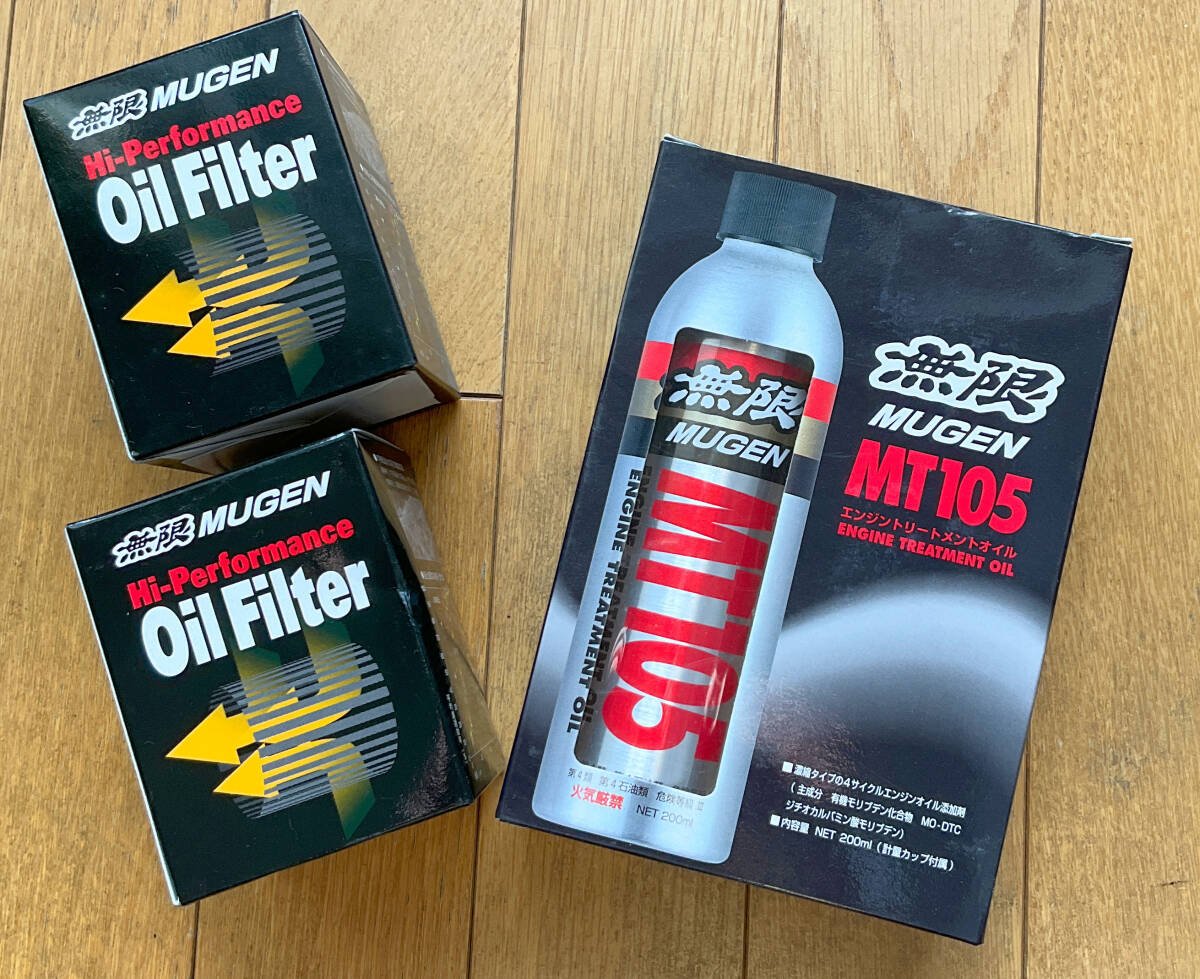 無限 MUGEN
Hi-Performance
Oil Filter
無限 MUGEN
Hi-Performance
Oil Filter
無限
MUGEN
MT105
ENGINE TREATMENT OIL
ENGINE TREATMENT OIL
第4類 第4石油類 危険等級 III
火気厳禁 NET 200ml
無限
MUGEN
MT105
エンジントリートメントオイル
ENGINE TREATMENT OIL
■濃縮タイプの4サイクルエンジンオイル添加剤
(主成分 有機モリブデン化合物 MO-DTC
ジチオカルバミン酸モリブデン)
■内容量 NET 200ml(計量カップ付属)